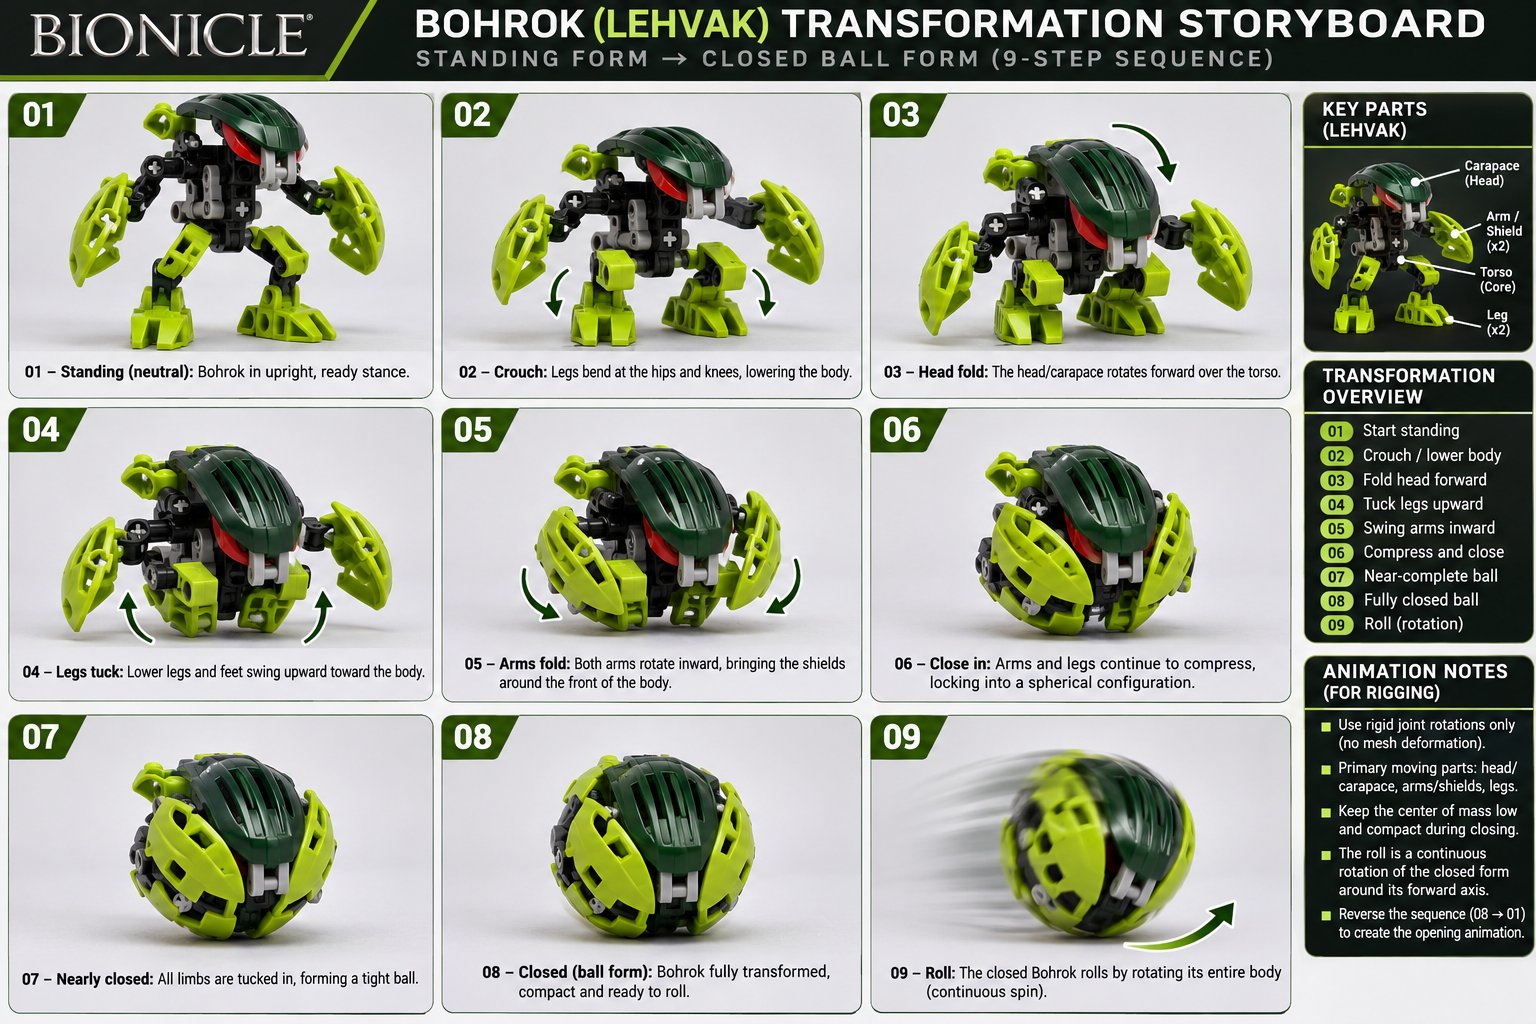 BIONICLE®
BOHROK (LEHVAK) TRANSFORMATION STORYBOARD
STANDING FORM → CLOSED BALL FORM (9-STEP SEQUENCE)
01
01 – Standing (neutral): Bohrok in upright, ready stance.
02
02 – Crouch: Legs bend at the hips and knees, lowering the body.
03
03 – Head fold: The head/carapace rotates forward over the torso.
04
04 – Legs tuck: Lower legs and feet swing upward toward the body.
05
05 – Arms fold: Both arms rotate inward, bringing the shields
around the front of the body.
06
06 – Close in: Arms and legs continue to compress,
locking into a spherical configuration.
07
07 – Nearly closed: All limbs are tucked in, forming a tight ball.
08
08 – Closed (ball form): Bohrok fully transformed,
compact and ready to roll.
09
09 – Roll: The closed Bohrok rolls by rotating its entire body
(continuous spin).
KEY PARTS
(LEHVAK)
Carapace
(Head)
Arm /
Shield
(x2)
Torso
(Core)
Leg
(x2)
TRANSFORMATION
OVERVIEW
01 Start standing
02 Crouch / lower body
03 Fold head forward
04 Tuck legs upward
05 Swing arms inward
06 Compress and close
07 Near-complete ball
08 Fully closed ball
09 Roll (rotation)
ANIMATION NOTES
(FOR RIGGING)
Use rigid joint rotations only
(no mesh deformation).
Primary moving parts: head/
carapace, arms/shields, legs.
Keep the center of mass low
and compact during closing.
The roll is a continuous
rotation of the closed form
around its forward axis.
Reverse the sequence (08 → 01)
to create the opening animation.